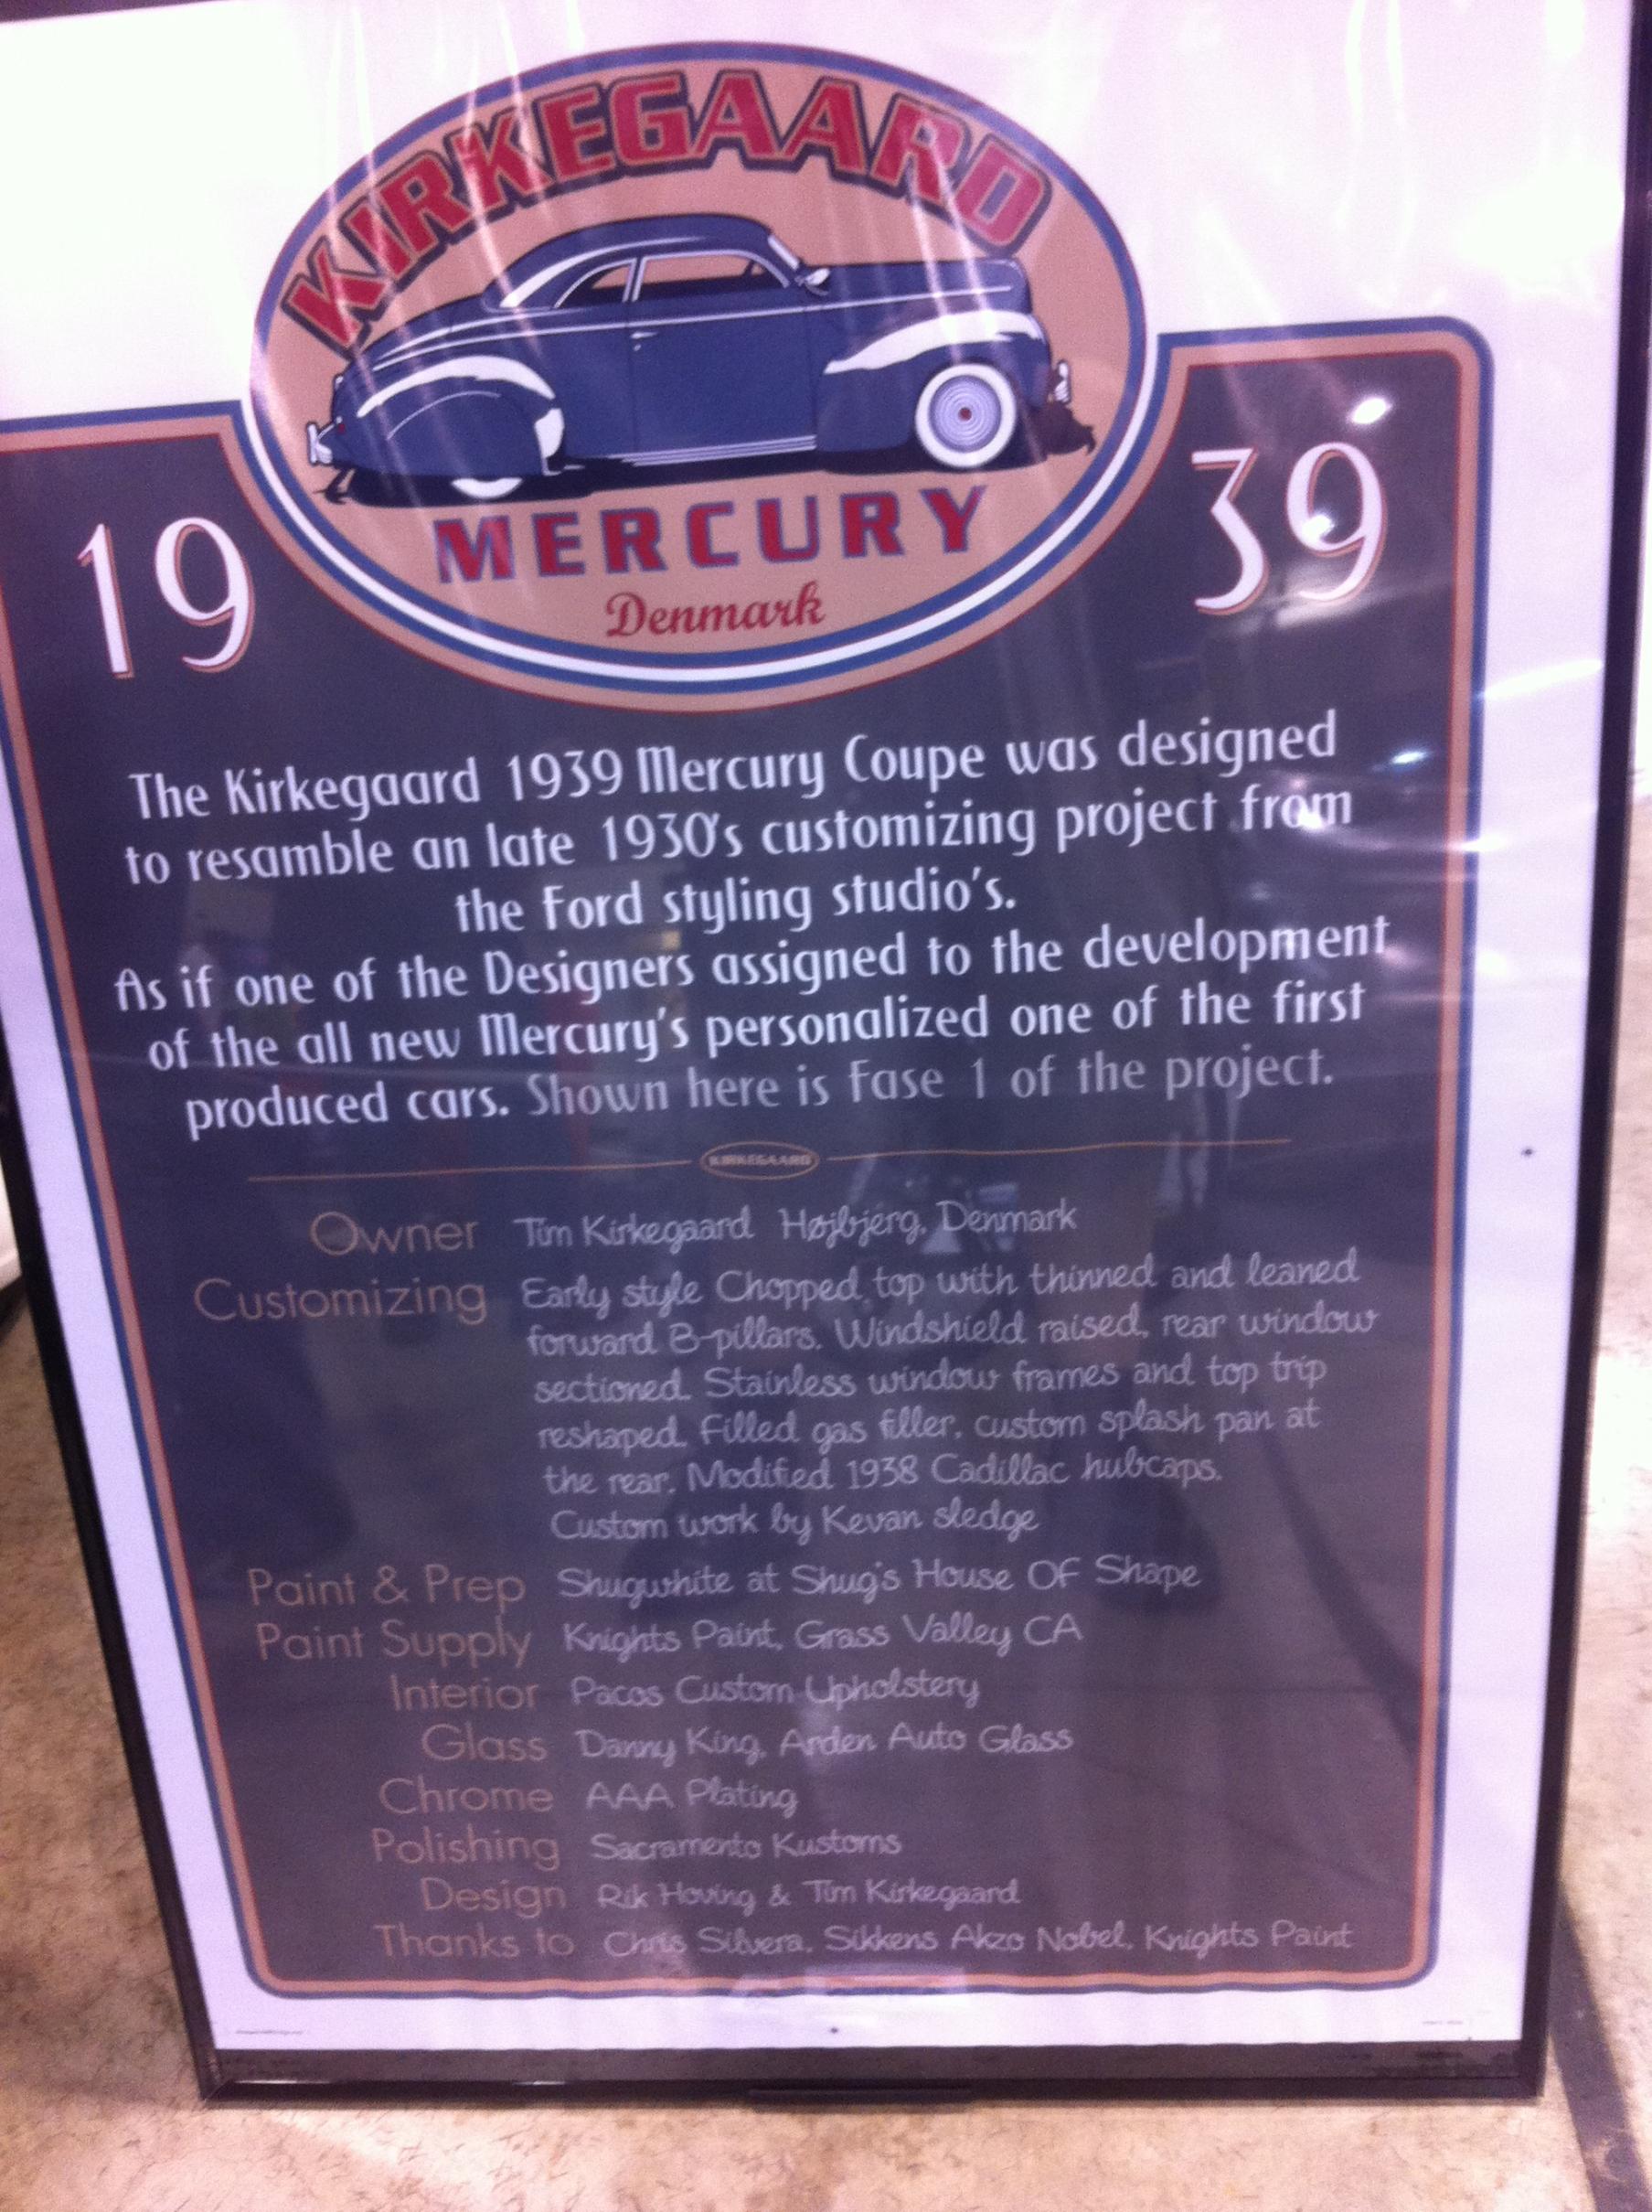 KIRKEGAARD
MERCURY
Denmark
19 39
The Kirkegaard 1939 Mercury Coupe was designed
to resamble an late 1930's customizing project from
the Ford styling studio's.
As if one of the Designers assigned to the development
of the all new Mercury's personalized one of the first
produced cars. Shown here is Fase 1 of the project.
KIRKEGAARD
Owner Tim Kirkegaard Højbjerg, Denmark
Customizing Early style Chopped top with thinned and leaned
forward B-pillars. Windshield raised, rear window
sectioned. Stainless window frames and top trip
reshaped. Filled gas filler, custom splash pan at
the rear. Modified 1938 Cadillac hubcaps.
Custom work by Kevan sledge
Paint & Prep Shugwhite at Shug's House OF Shape
Paint Supply Knights Paint, Grass Valley CA
Interior Pacos Custom Upholstery
Glass Danny King, Arden Auto Glass
Chrome AAA Plating
Polishing Sacramento Kustoms
Design Rik Hoving & Tim Kirkegaard
Thanks to Chris Silvera, Sikkens Akzo Nobel, Knights Paint